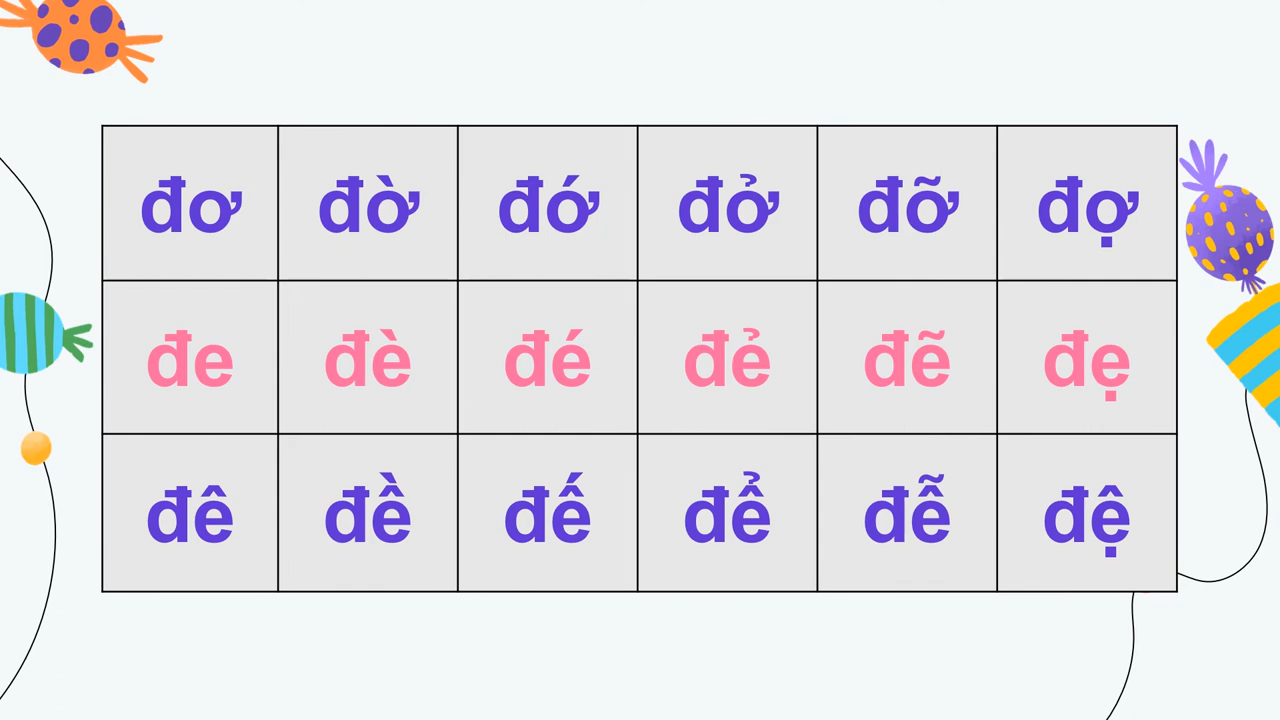 đơ đờ đớ đở đỡ đợ
đe đè đé đẻ đẽ đẹ
đê đề đế để đễ đệ